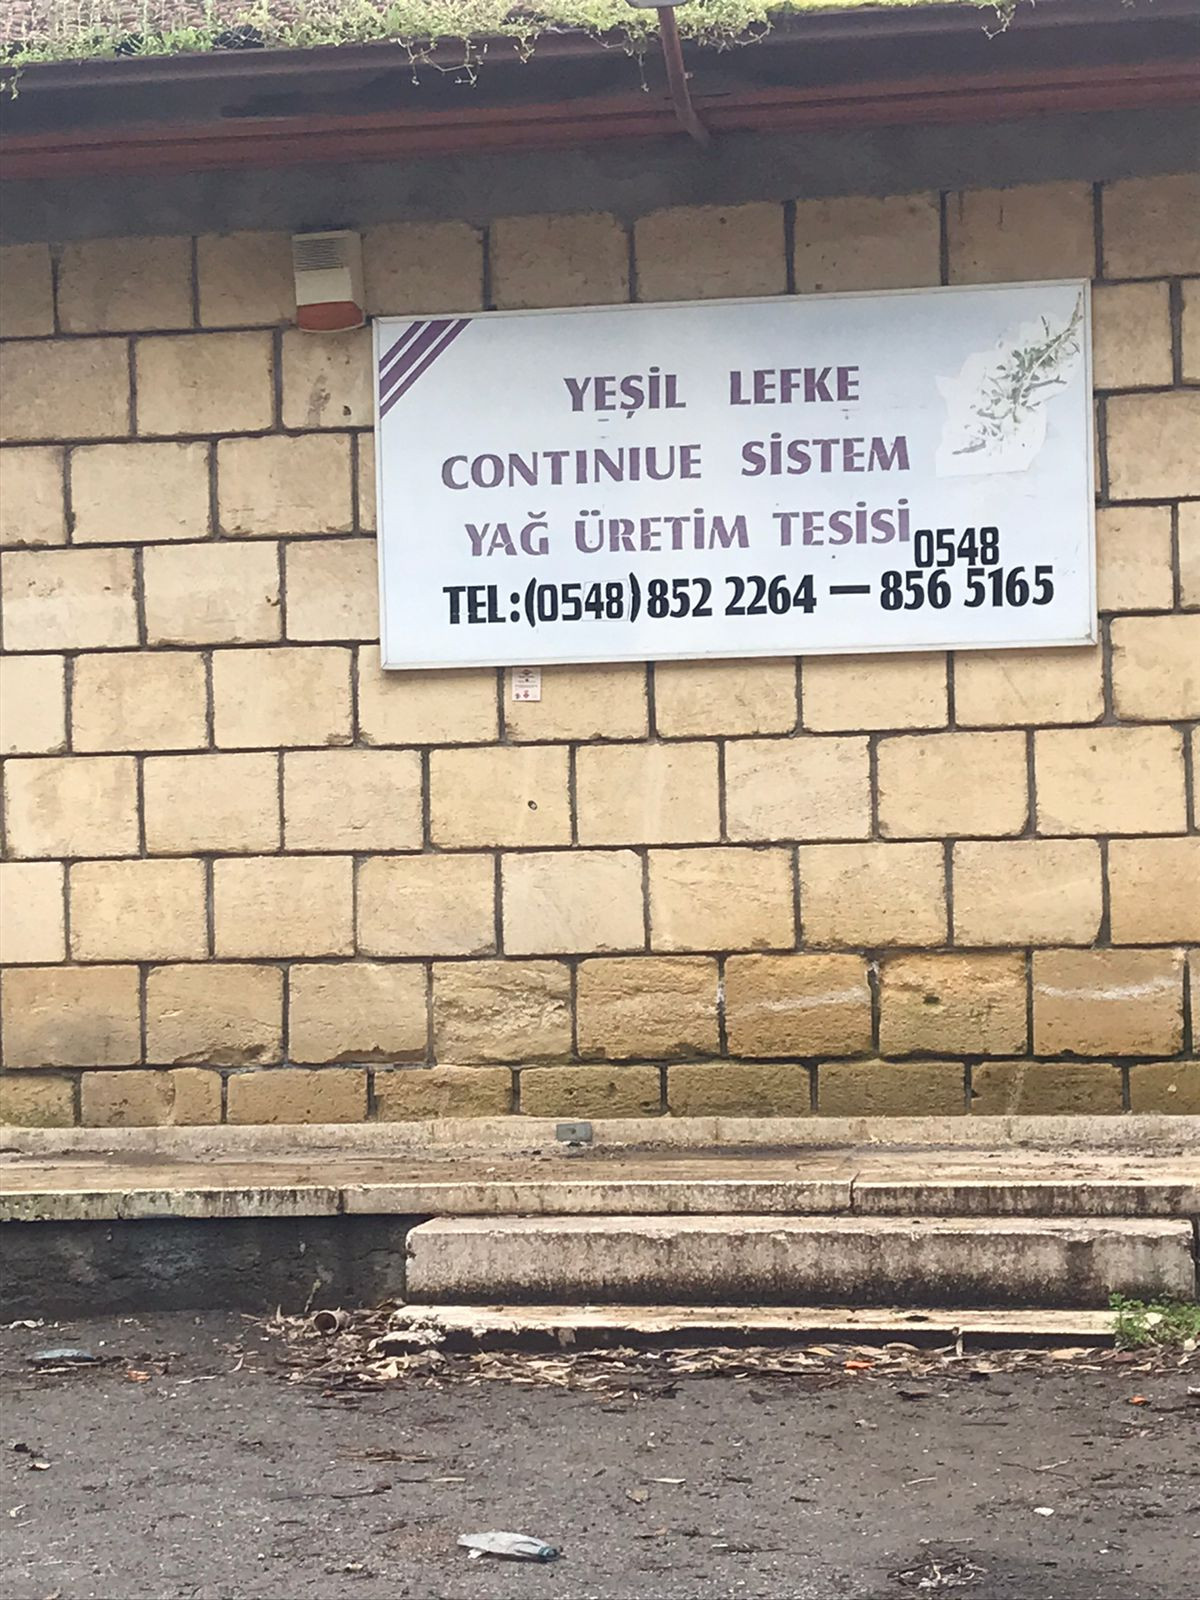 YEŞİL LEFKE
CONTINIUE SİSTEM
YAĞ ÜRETİM TESİSİ
0548
TEL:(0548) 852 2264 — 856 5165